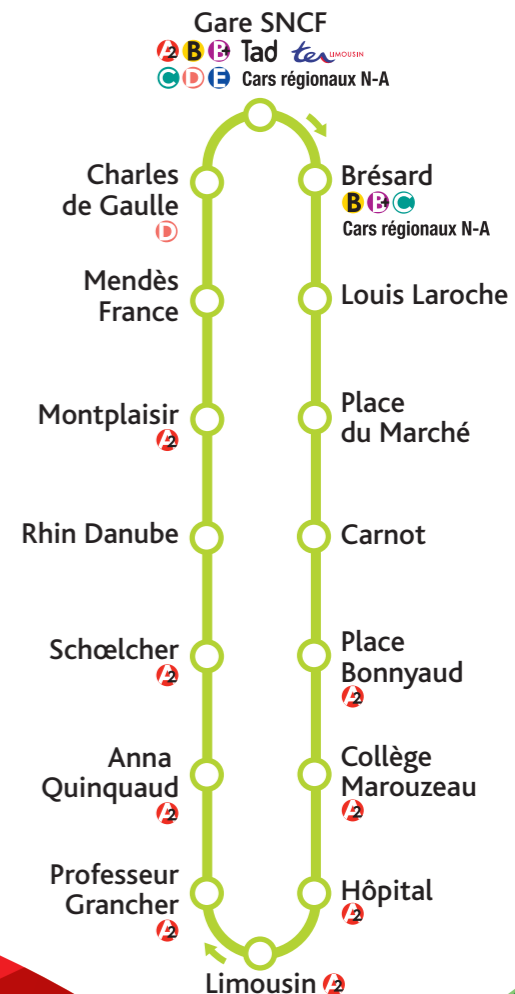 Gare SNCF
A2 B B+ Tad ter LIMOUSIN
C D E Cars régionaux N-A
Charles
de Gaulle
D
Brésard
B B+ C
Cars régionaux N-A
Mendès
France
Louis Laroche
Montplaisir
A2
Place
du Marché
Rhin Danube
Carnot
Schœlcher
A2
Place
Bonnyaud
A2
Anna
Quinquaud
A2
Collège
Marouzeau
A2
Professeur
Grancher
A2
Hôpital
A2
Limousin A2